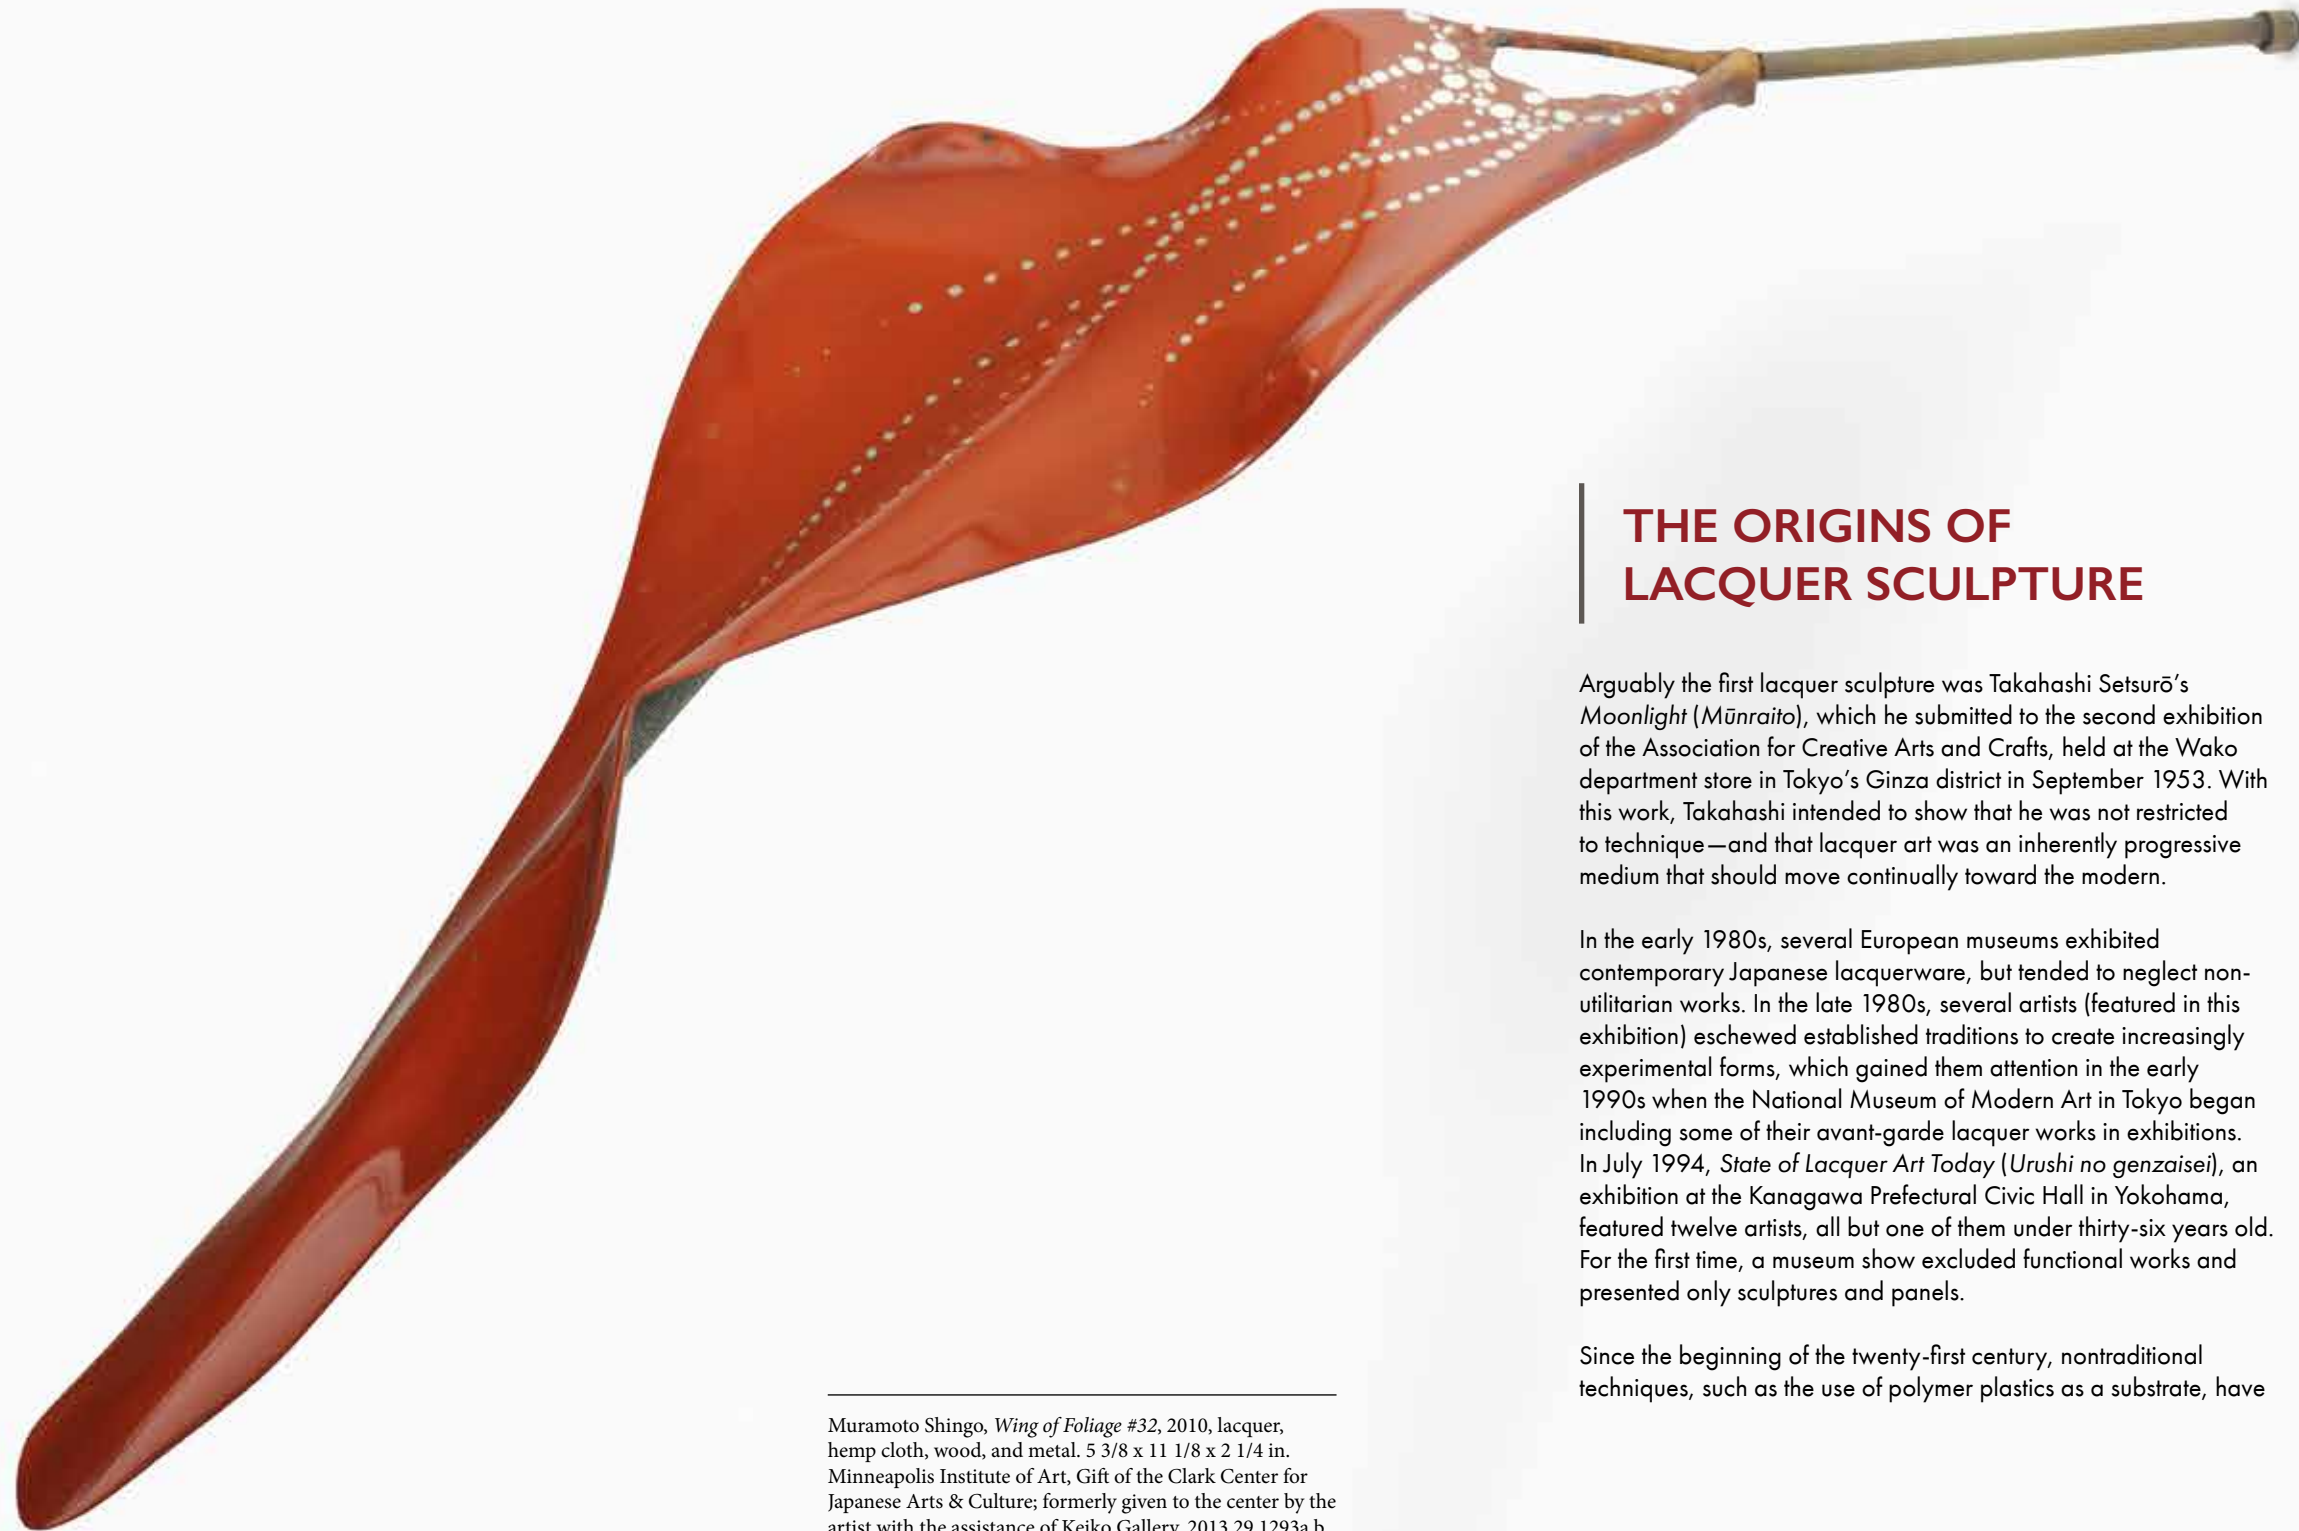 THE ORIGINS OF
LACQUER SCULPTURE
Arguably the first lacquer sculpture was Takahashi Setsurō’s
Moonlight (Mūnraito), which he submitted to the second exhibition
of the Association for Creative Arts and Crafts, held at the Wako
department store in Tokyo’s Ginza district in September 1953. With
this work, Takahashi intended to show that he was not restricted
to technique—and that lacquer art was an inherently progressive
medium that should move continually toward the modern.
In the early 1980s, several European museums exhibited
contemporary Japanese lacquerware, but tended to neglect non-
utilitarian works. In the late 1980s, several artists (featured in this
exhibition) eschewed established traditions to create increasingly
experimental forms, which gained them attention in the early
1990s when the National Museum of Modern Art in Tokyo began
including some of their avant-garde lacquer works in exhibitions.
In July 1994, State of Lacquer Art Today (Urushi no genzaisei), an
exhibition at the Kanagawa Prefectural Civic Hall in Yokohama,
featured twelve artists, all but one of them under thirty-six years old.
For the first time, a museum show excluded functional works and
presented only sculptures and panels.
Since the beginning of the twenty-first century, nontraditional
techniques, such as the use of polymer plastics as a substrate, have
Muramoto Shingo, Wing of Foliage #32, 2010, lacquer,
hemp cloth, wood, and metal. 5 3/8 x 11 1/8 x 2 1/4 in.
Minneapolis Institute of Art, Gift of the Clark Center for
Japanese Arts & Culture; formerly given to the center by the
artist with the assistance of Keiko Gallery, 2013.29.1293a,b